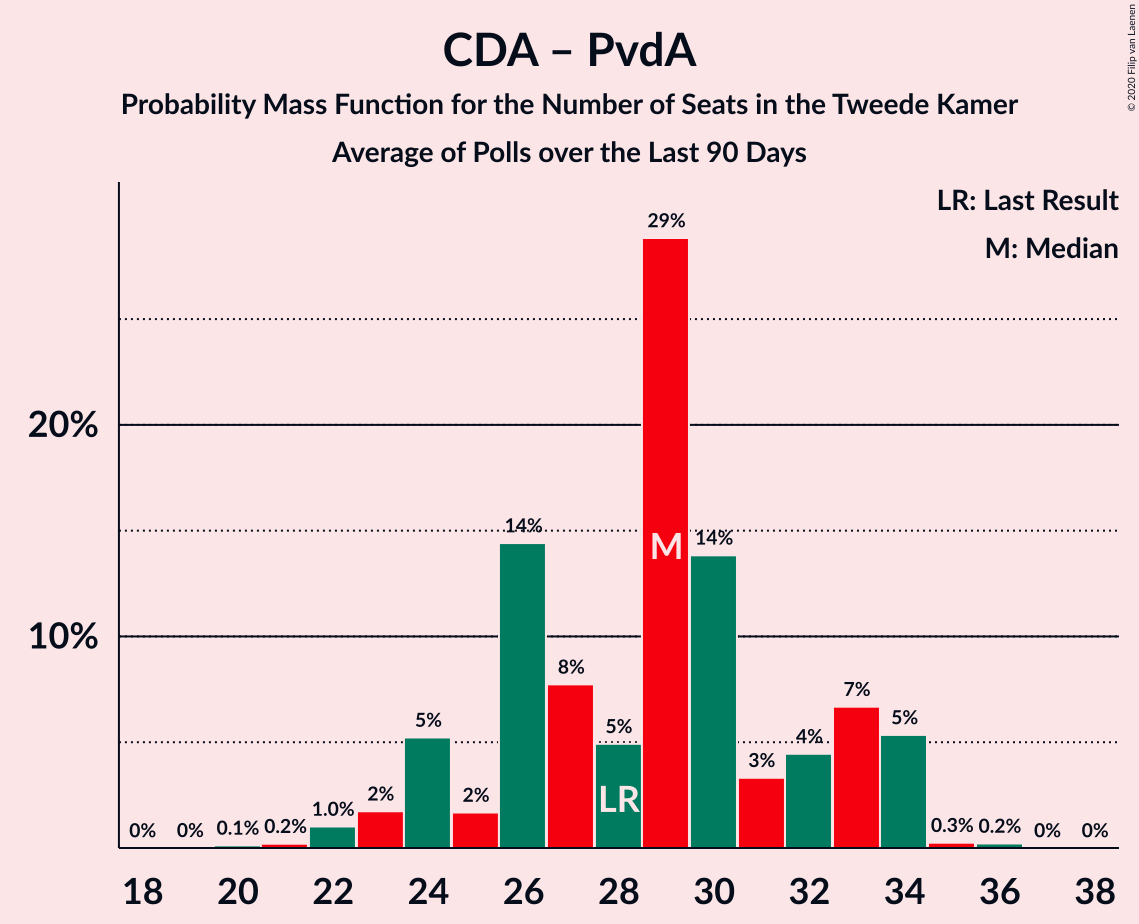 CDA – PvdA
Probability Mass Function for the Number of Seats in the Tweede Kamer
Average of Polls over the Last 90 Days
© 2020 Filip van Laenen
LR: Last Result
M: Median
20%
10%
0% 0% 0.1% 0.2% 1.0% 2% 5% 2% 14% 8% 5% 29% 14% 3% 4% 7% 5% 0.3% 0.2% 0% 0%
LR M
18 20 22 24 26 28 30 32 34 36 38